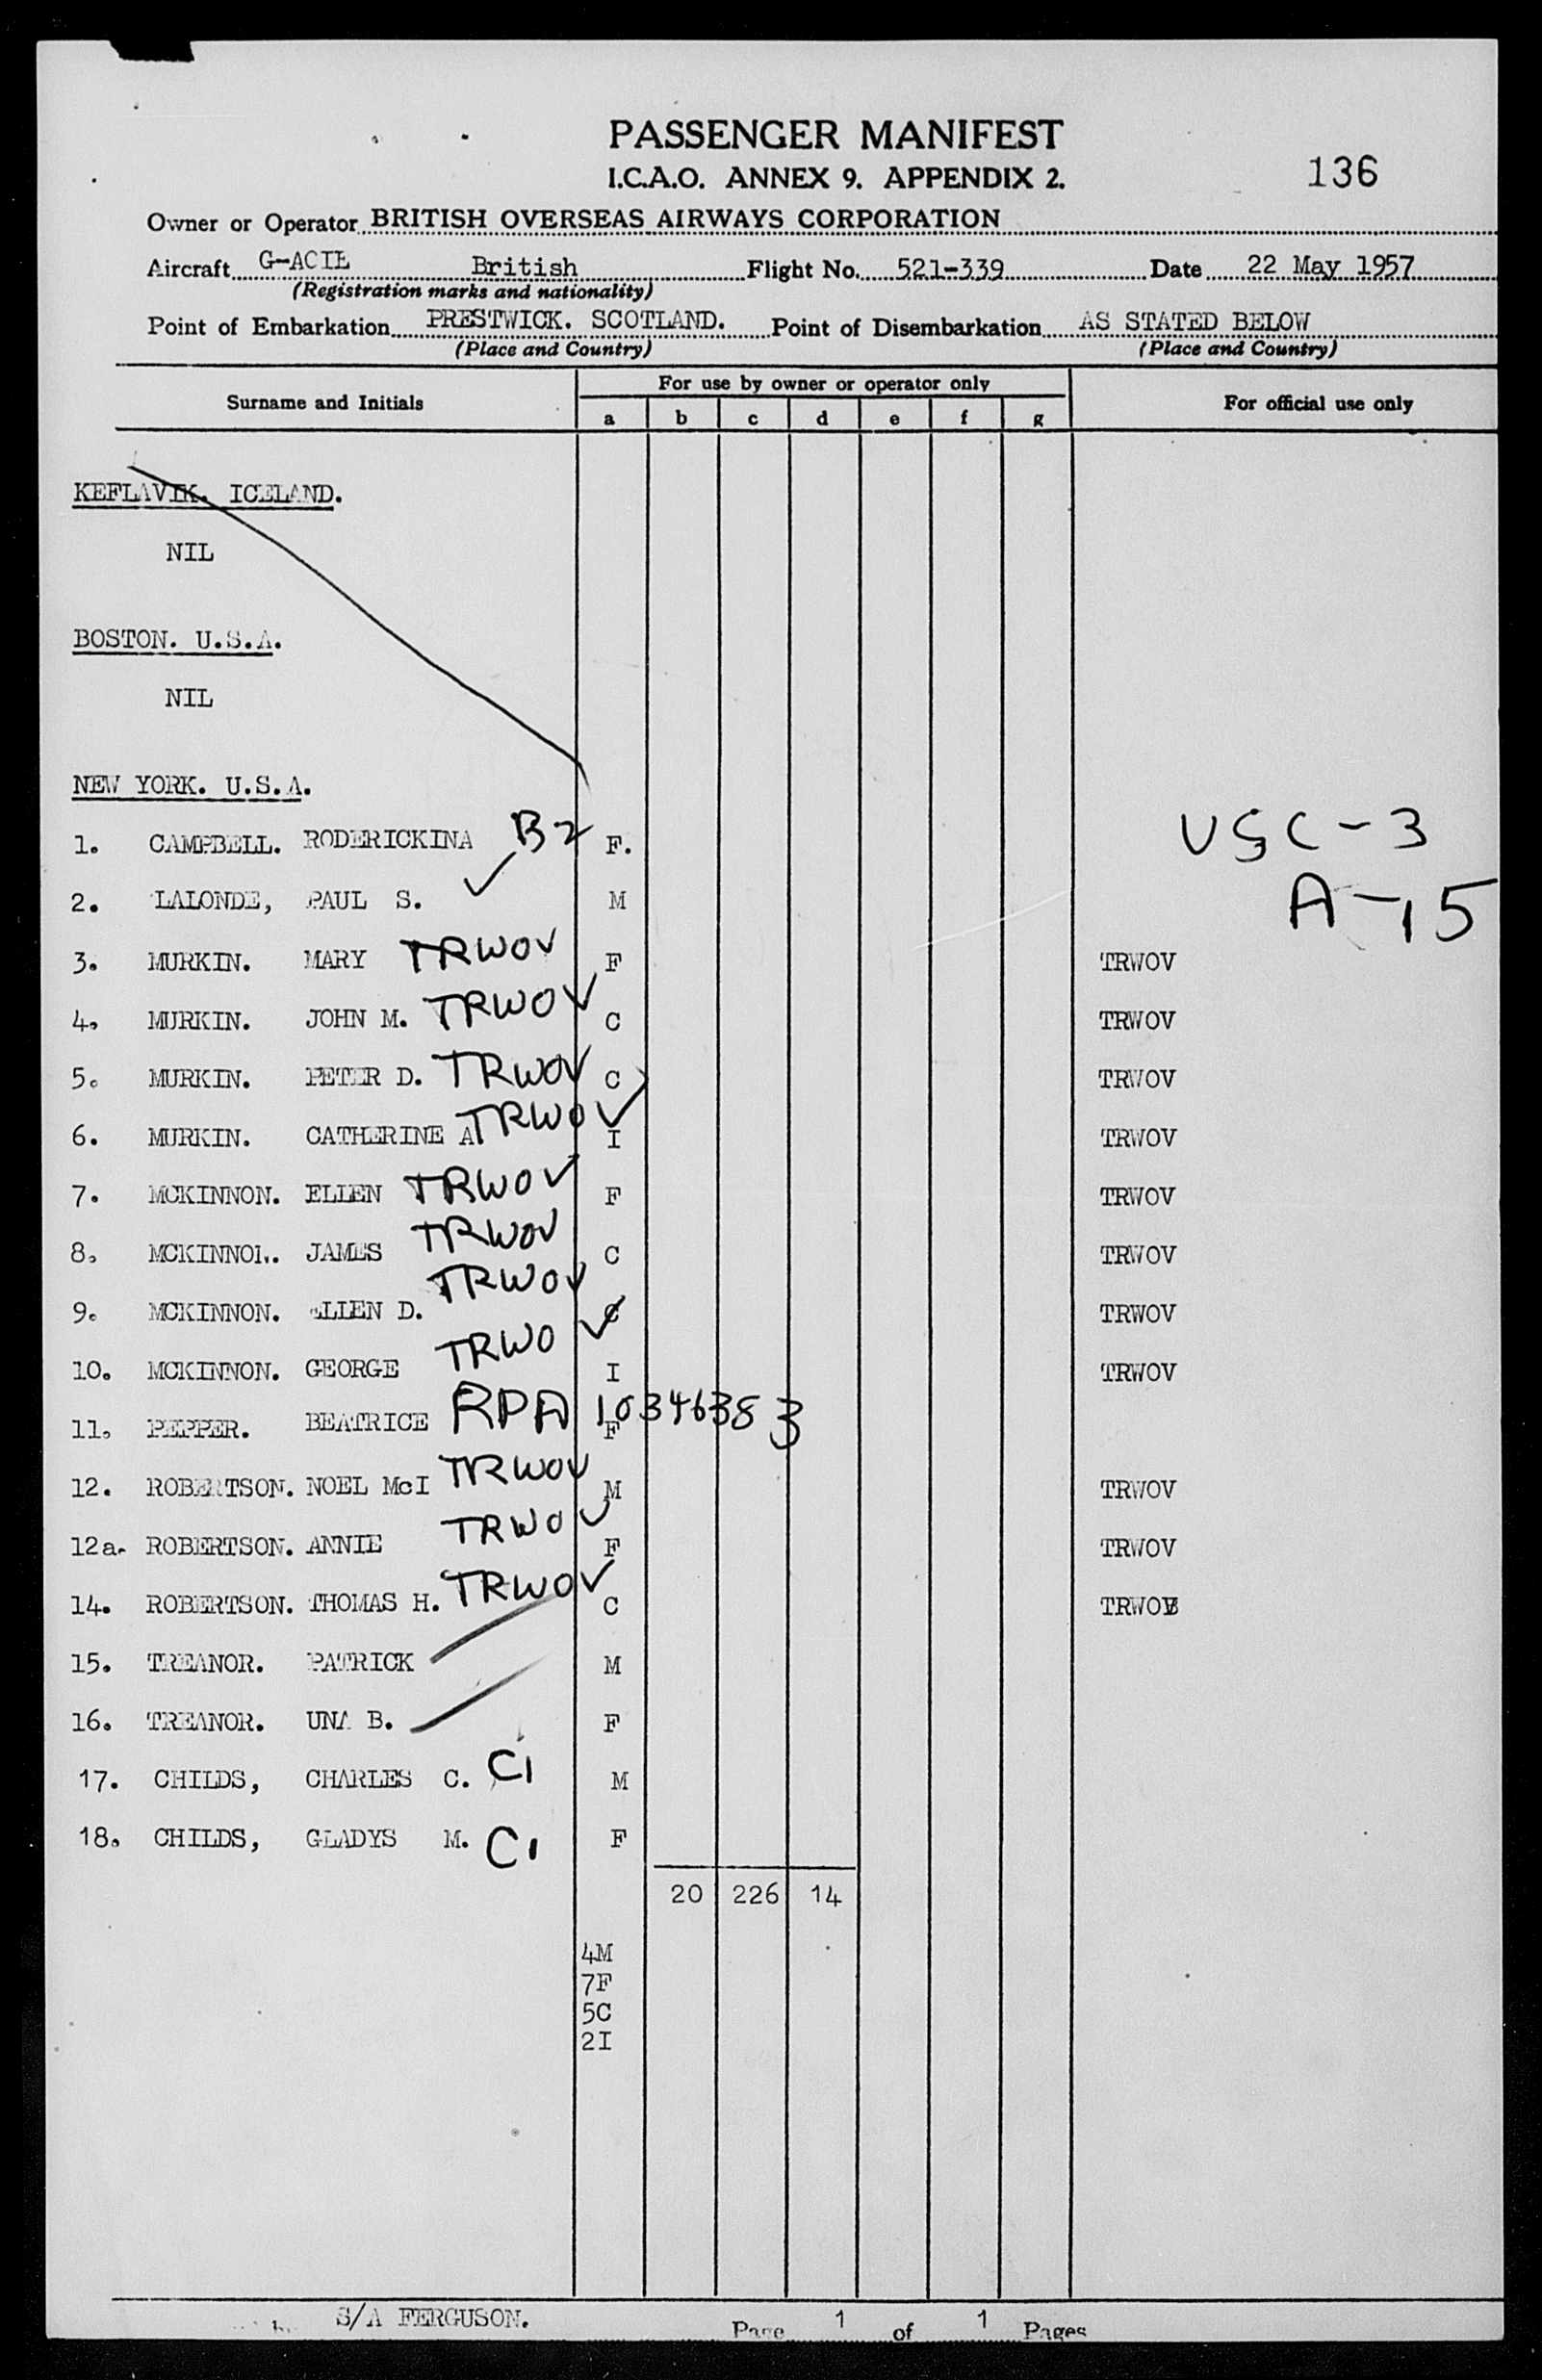 PASSENGER MANIFEST
I.C.A.O. ANNEX 9. APPENDIX 2.
136
Owner or Operator BRITISH OVERSEAS AIRWAYS CORPORATION
Aircraft G-ACIL British Flight No. 521-339 Date 22 May 1957
(Registration marks and nationality)
Point of Embarkation PRESTWICK. SCOTLAND. Point of Disembarkation AS STATED BELOW
(Place and Country) (Place and Country)
Surname and Initials For use by owner or operator only For official use only
a b c d e f g
KEFLAVIK. ICELAND.
NIL
BOSTON. U.S.A.
NIL
NEW YORK. U.S.A.
1. CAMPBELL. RODERICKINA B2 F. USC-3
2. LALONDE, PAUL S. M A-15
3. MURKIN. MARY TRWOV F TRWOV
4. MURKIN. JOHN M. TRWOV C TRWOV
5. MURKIN. PETER D. TRWOV C TRWOV
6. MURKIN. CATHERINE A TRWOV I TRWOV
7. MCKINNON. ELLEN TRWOV F TRWOV
8. MCKINNON. JAMES TRWOV C TRWOV
9. MCKINNON. ELLEN D. TRWOV C TRWOV
10. MCKINNON. GEORGE TRWOV I TRWOV
11. PEPPER. BEATRICE RPA 10346383 F
12. ROBERTSON. NOEL McI TRWOV M TRWOV
12a. ROBERTSON. ANNIE TRWOV F TRWOV
14. ROBERTSON. THOMAS H. TRWOV C TRWOV
15. TREANOR. PATRICK M
16. TREANOR. UNA B. F
17. CHILDS, CHARLES C. C1 M
18. CHILDS, GLADYS M. C1 F
20 226 14
4M
7F
5C
2I
S/A FERGUSON.
Page 1 of 1 Pages